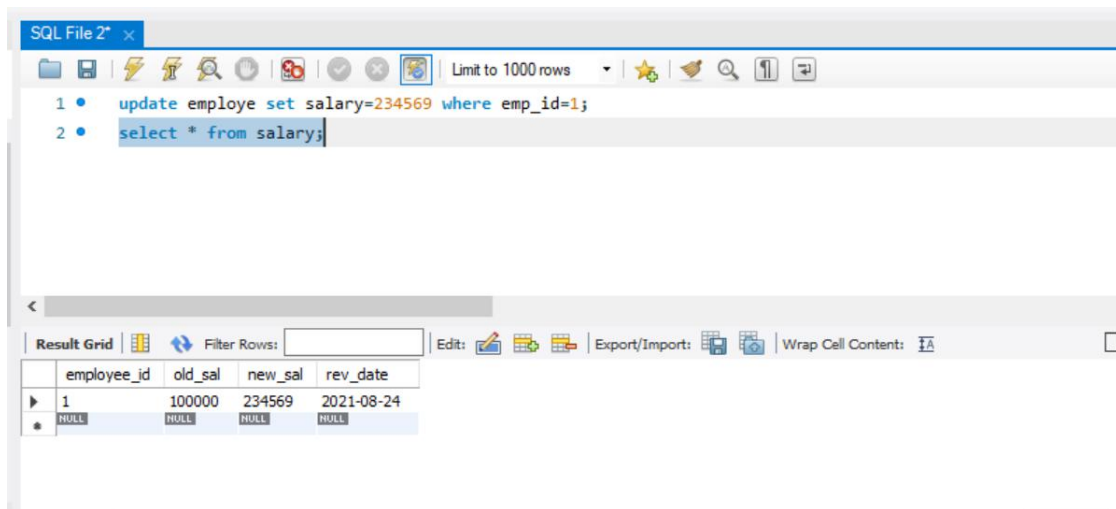 SQL File 2*
Limit to 1000 rows
1 update employe set salary=234569 where emp_id=1;
2 select * from salary;
Result Grid Filter Rows: Edit: Export/Import: Wrap Cell Content:
employee_id old_sal new_sal rev_date
1 100000 234569 2021-08-24
NULL NULL NULL NULL